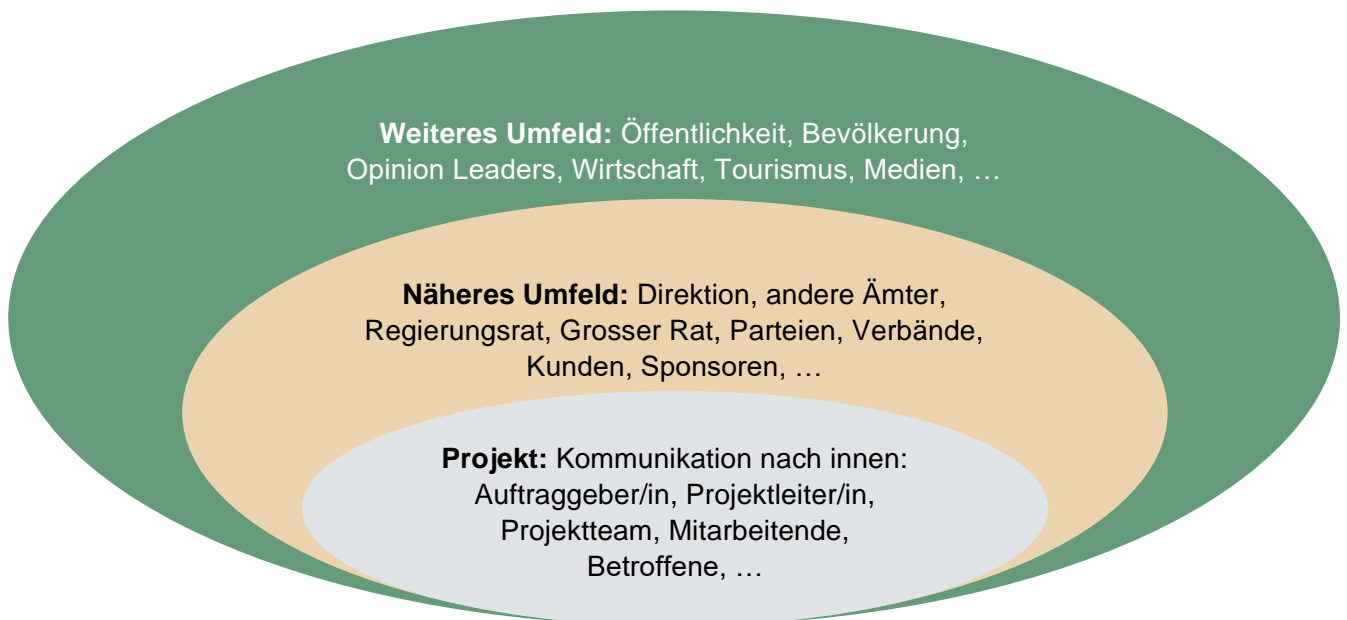 Weiteres Umfeld: Öffentlichkeit, Bevölkerung,
Opinion Leaders, Wirtschaft, Tourismus, Medien, …
Näheres Umfeld: Direktion, andere Ämter,
Regierungsrat, Grosser Rat, Parteien, Verbände,
Kunden, Sponsoren, …
Projekt: Kommunikation nach innen:
Auftraggeber/in, Projektleiter/in,
Projektteam, Mitarbeitende,
Betroffene, …